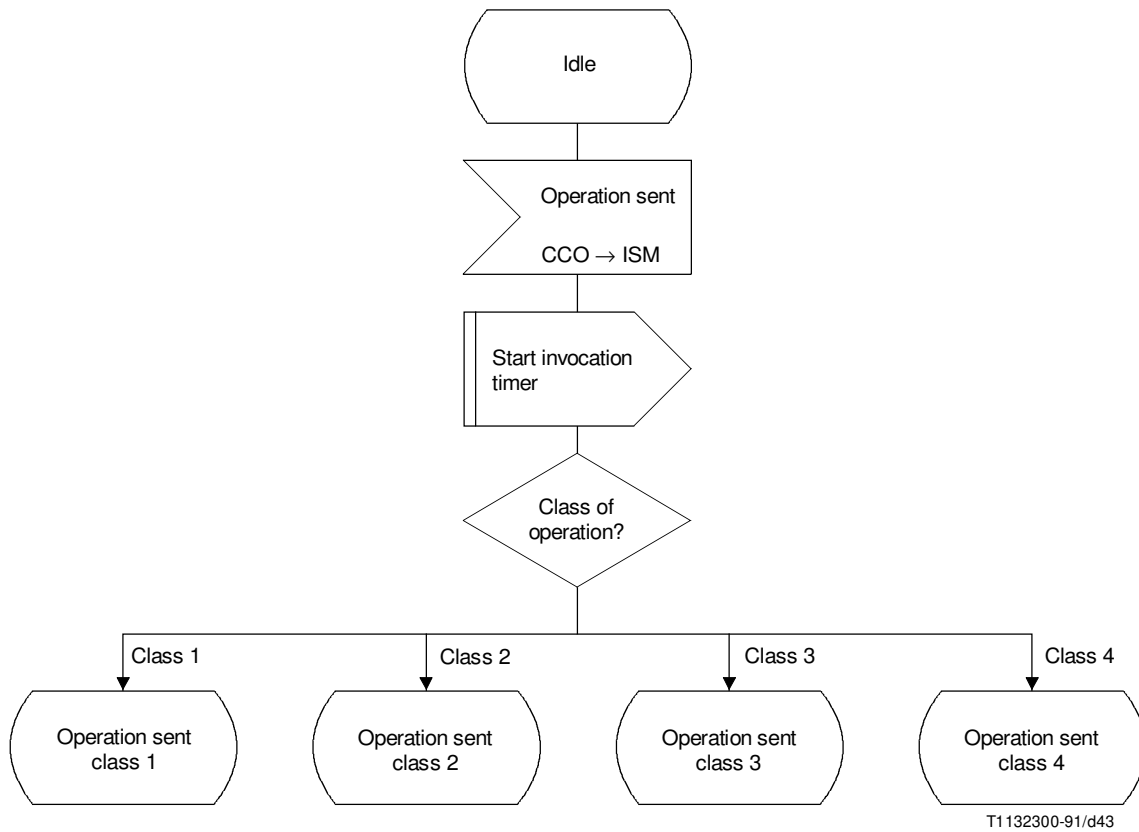 Idle
Operation sent
CCO → ISM
Start invocation
timer
Class of
operation?
Class 1
Class 2
Class 3
Class 4
Operation sent
class 1
Operation sent
class 2
Operation sent
class 3
Operation sent
class 4
T1132300-91/d43